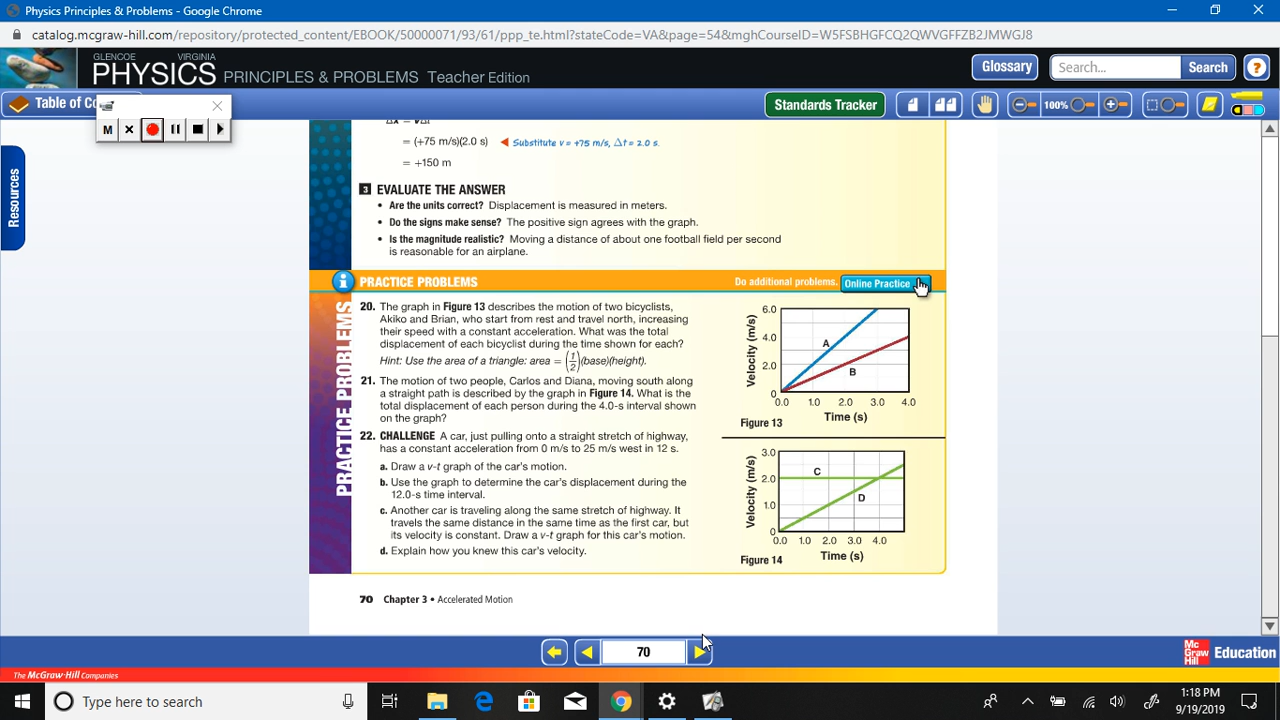 Physics Principles & Problems - Google Chrome
catalog.mcgraw-hill.com/repository/protected_content/EBOOK/50000071/93/61/ppp_te.html?stateCode=VA&page=54&mghCourseID=W5FSBHGFCQ2QWVGFFZB2JMWGJ8
GLENCOE VIRGINIA
PHYSICS PRINCIPLES & PROBLEMS Teacher Edition
Glossary
Search...
Search
?
Table of Co
Standards Tracker
100%
M
Resources
Δx = vΔt
= (+75 m/s)(2.0 s) Substitute v = +75 m/s, Δt = 2.0 s.
= +150 m
3 EVALUATE THE ANSWER
• Are the units correct? Displacement is measured in meters.
• Do the signs make sense? The positive sign agrees with the graph.
• Is the magnitude realistic? Moving a distance of about one football field per second
is reasonable for an airplane.
i PRACTICE PROBLEMS
Do additional problems. Online Practice
PRACTICE PROBLEMS
20. The graph in Figure 13 describes the motion of two bicyclists,
Akiko and Brian, who start from rest and travel north, increasing
their speed with a constant acceleration. What was the total
displacement of each bicyclist during the time shown for each?
Hint: Use the area of a triangle: area = (1/2)(base)(height).
21. The motion of two people, Carlos and Diana, moving south along
a straight path is described by the graph in Figure 14. What is the
total displacement of each person during the 4.0-s interval shown
on the graph?
22. CHALLENGE A car, just pulling onto a straight stretch of highway,
has a constant acceleration from 0 m/s to 25 m/s west in 12 s.
a. Draw a v-t graph of the car's motion.
b. Use the graph to determine the car's displacement during the
12.0-s time interval.
c. Another car is traveling along the same stretch of highway. It
travels the same distance in the same time as the first car, but
its velocity is constant. Draw a v-t graph for this car's motion.
d. Explain how you knew this car's velocity.
Velocity (m/s)
6.0
4.0
2.0
0
A
B
0.0 1.0 2.0 3.0 4.0
Time (s)
Figure 13
Velocity (m/s)
3.0
2.0
1.0
0
C
D
0.0 1.0 2.0 3.0 4.0
Time (s)
Figure 14
70 Chapter 3 • Accelerated Motion
70
Mc
Graw
Hill
Education
The McGraw·Hill Companies
Type here to search
1:18 PM
9/19/2019